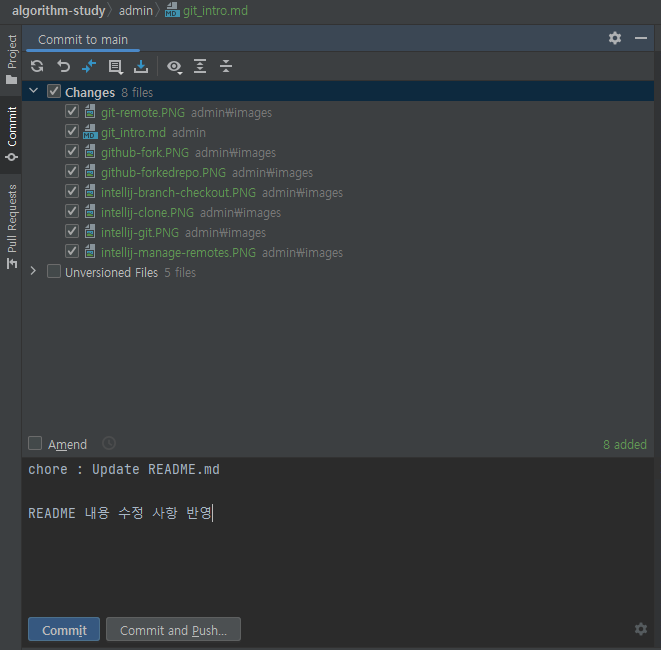 algorithm-study admin git_intro.md
Project
Commit
Pull Requests
Commit to main
Changes 8 files
git-remote.PNG admin₩images
git_intro.md admin
github-fork.PNG admin₩images
github-forkedrepo.PNG admin₩images
intellij-branch-checkout.PNG admin₩images
intellij-clone.PNG admin₩images
intellij-git.PNG admin₩images
intellij-manage-remotes.PNG admin₩images
Unversioned Files 5 files
Amend 8 added
chore : Update README.md
README 내용 수정 사항 반영
Commit Commit and Push...